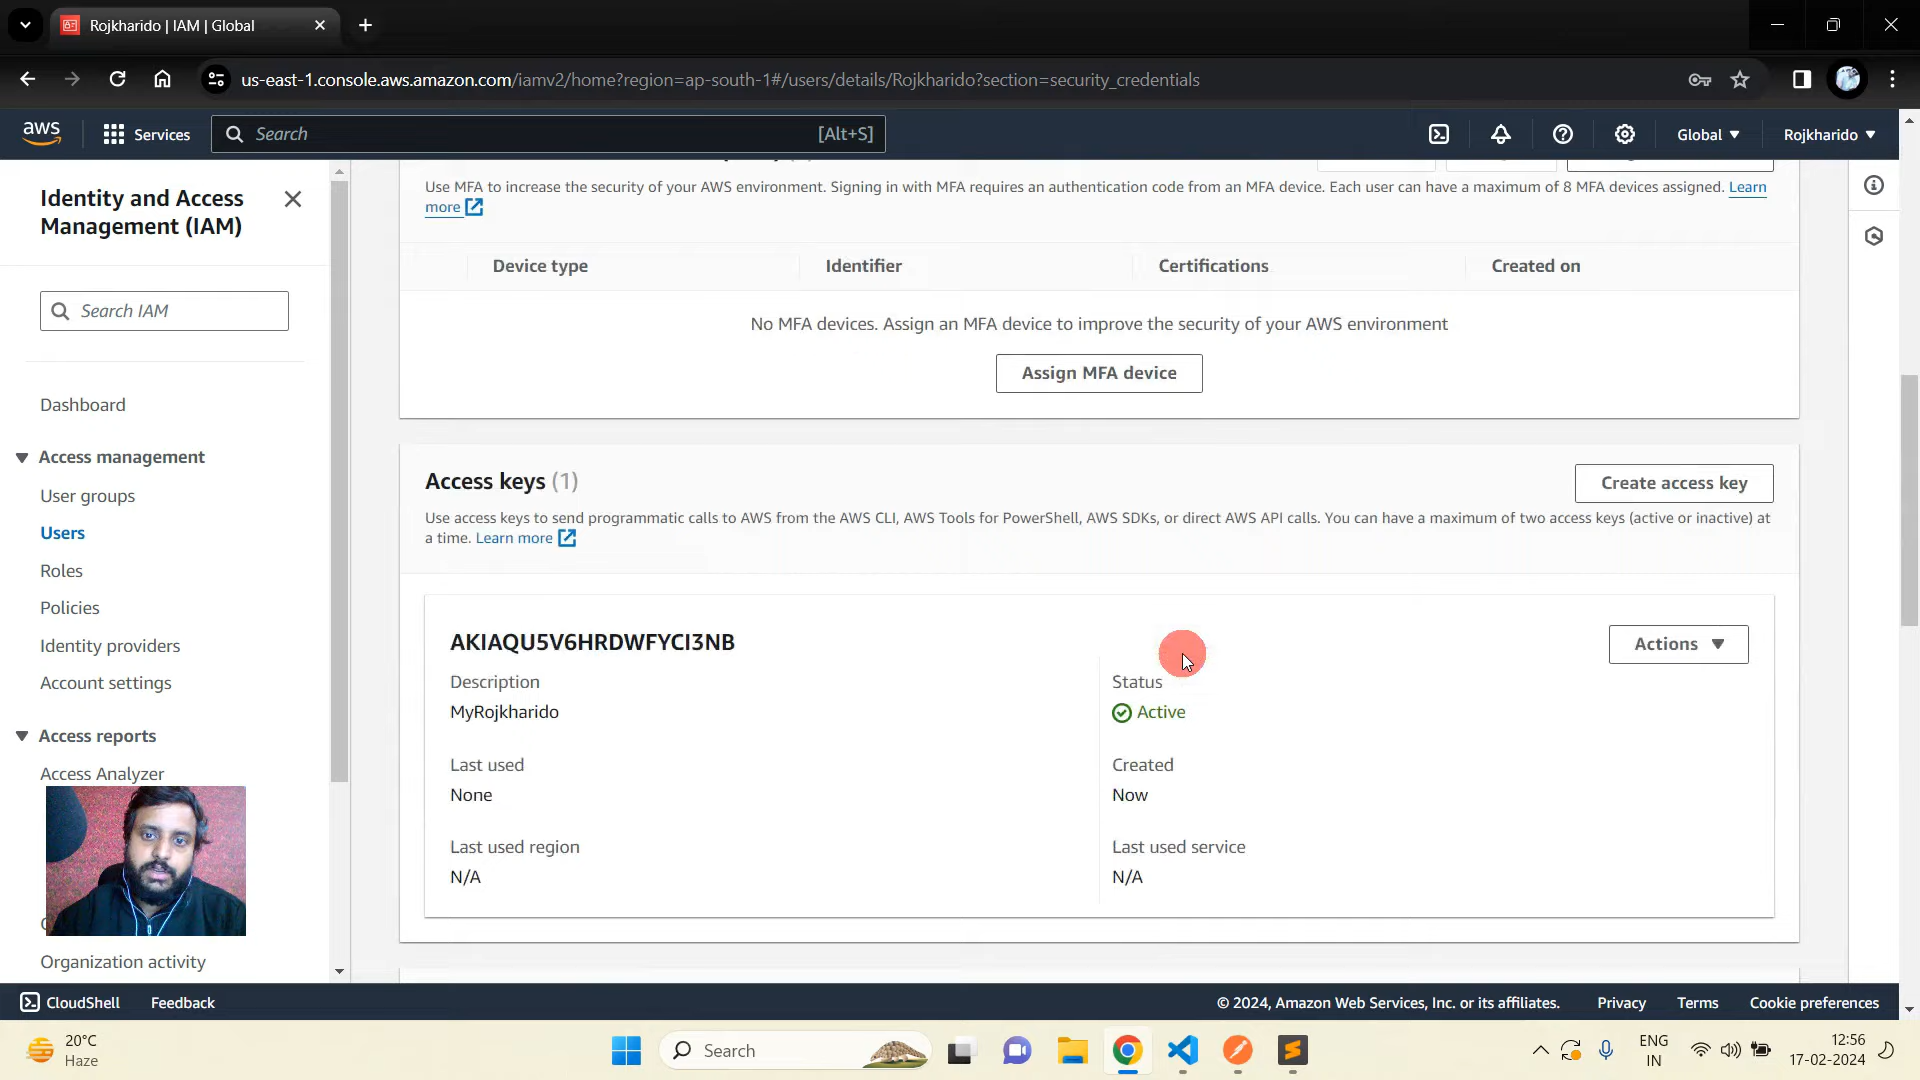 Rojkharido | IAM | Global
us-east-1.console.aws.amazon.com/iamv2/home?region=ap-south-1#/users/details/Rojkharido?section=security_credentials
aws
Services
Search
[Alt+S]
Global
Rojkharido
Identity and Access
Management (IAM)
Search IAM
Dashboard
Access management
User groups
Users
Roles
Policies
Identity providers
Account settings
Access reports
Access Analyzer
Organization activity
Use MFA to increase the security of your AWS environment. Signing in with MFA requires an authentication code from an MFA device. Each user can have a maximum of 8 MFA devices assigned. Learn
more
Device type
Identifier
Certifications
Created on
No MFA devices. Assign an MFA device to improve the security of your AWS environment
Assign MFA device
Access keys (1)
Create access key
Use access keys to send programmatic calls to AWS from the AWS CLI, AWS Tools for PowerShell, AWS SDKs, or direct AWS API calls. You can have a maximum of two access keys (active or inactive) at
a time. Learn more
AKIAQU5V6HRDWFYCI3NB
Actions
Description
MyRojkharido
Status
Active
Last used
None
Created
Now
Last used region
N/A
Last used service
N/A
CloudShell
Feedback
© 2024, Amazon Web Services, Inc. or its affiliates.
Privacy
Terms
Cookie preferences
20°C
Haze
Search
ENG
IN
12:56
17-02-2024